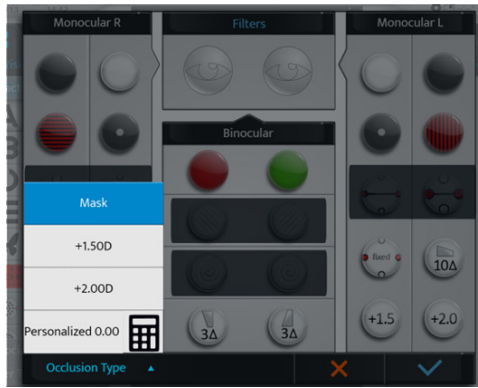 Monocular R
Filters
Monocular L
Binocular
Mask
+1.50D
+2.00D
Personalized 0.00
fixed
10Δ
3Δ
3Δ
+1.5
+2.0
Occlusion Type